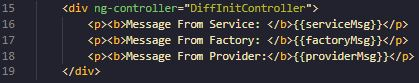 15 <div ng-controller="DiffInitController">
16 <p><b>Message From Service: </b>{{serviceMsg}}</p>
17 <p><b>Message From Factory: </b>{{factoryMsg}}</p>
18 <p><b>Message From Provider:</b>{{providerMsg}}</p>
19 </div>